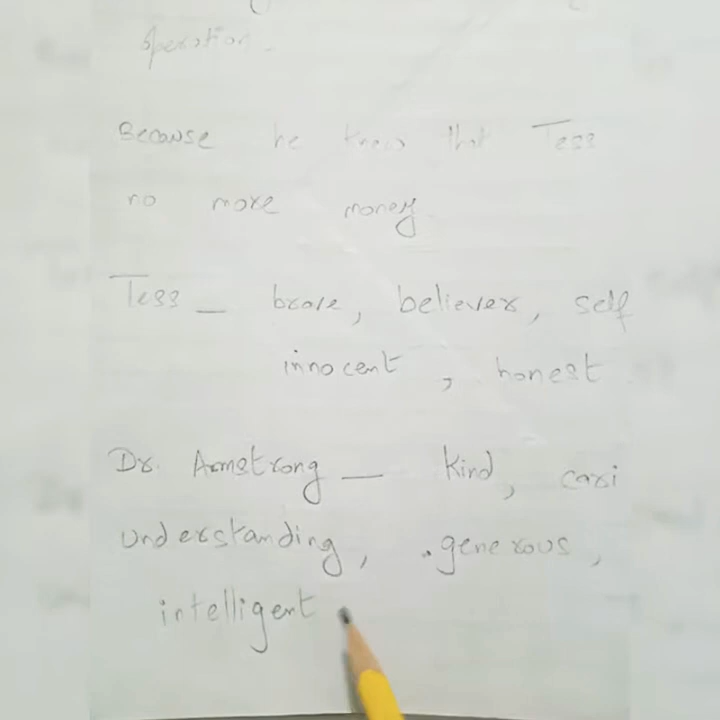 operation.
Because he knew that Tess
no more money.
Tess - brave, believer, self
innocent, honest
Dr. Armstrong - kind, cari
understanding, generous,
intelligent